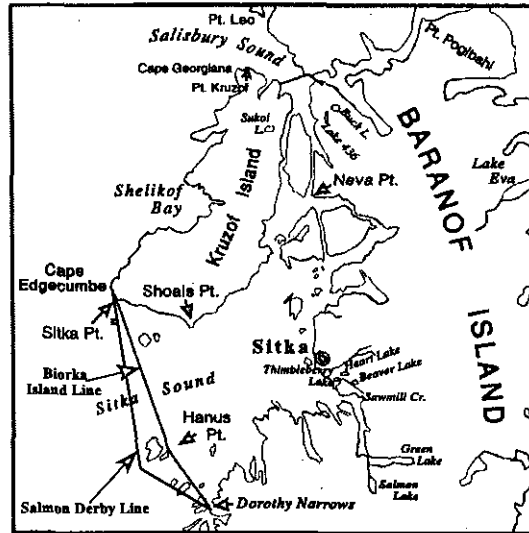 Pt. Leo
Salisbury Sound
Pt. Pogibshi
Cape Georgiana
Pt. Kruzof
Sukoi
L.
Buck L.
Lake 436
BARANOF
Lake
Eva
Shelikof
Bay
Kruzof Island
Neva Pt.
Cape
Edgecumbe
Shoals Pt.
ISLAND
Sitka Pt.
Sitka
Thimbleberry
Lake
Heart Lake
Beaver Lake
Biorka
Island Line
Sawmill Cr.
Sitka Sound
Hanus
Pt.
Green
Lake
Salmon
Lake
Salmon Derby Line
Dorothy Narrows